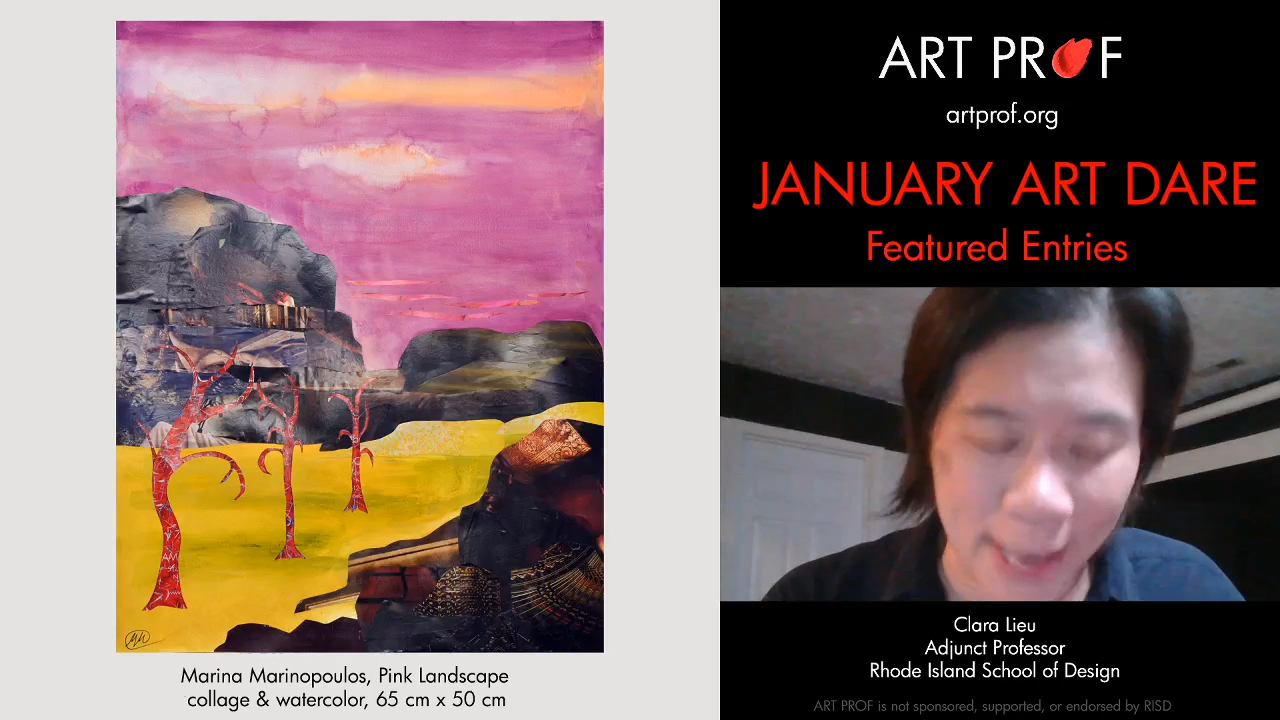 Marina Marinopoulos, Pink Landscape
collage & watercolor, 65 cm x 50 cm
ART PROF
artprof.org
JANUARY ART DARE
Featured Entries
Clara Lieu
Adjunct Professor
Rhode Island School of Design
ART PROF is not sponsored, supported, or endorsed by RISD